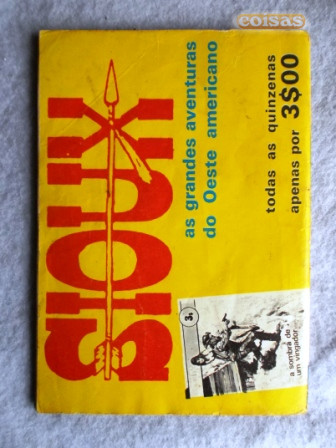 coisas
SIOUX
as grandes aventuras
do Oeste americano
todas as quinzenas
apenas por 3$00
3.
a sombra de
um vingador